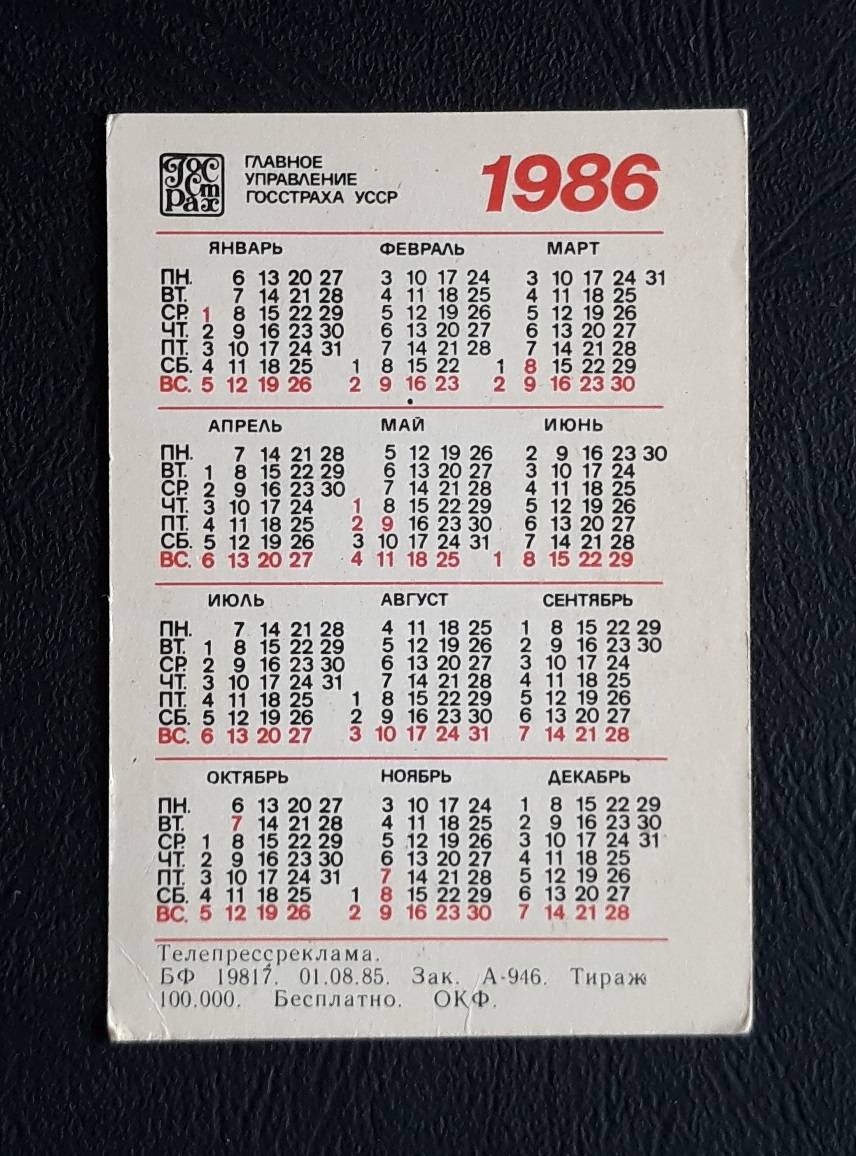 Гос
Ст
Рах
ГЛАВНОЕ
УПРАВЛЕНИЕ
ГОССТРАХА УССР
1986
ЯНВАРЬ ФЕВРАЛЬ МАРТ
ПН. 6 13 20 27 3 10 17 24 3 10 17 24 31
ВТ. 7 14 21 28 4 11 18 25 4 11 18 25
СР. 1 8 15 22 29 5 12 19 26 5 12 19 26
ЧТ. 2 9 16 23 30 6 13 20 27 6 13 20 27
ПТ. 3 10 17 24 31 7 14 21 28 7 14 21 28
СБ. 4 11 18 25 1 8 15 22 1 8 15 22 29
ВС. 5 12 19 26 2 9 16 23 2 9 16 23 30
АПРЕЛЬ МАЙ ИЮНЬ
ПН. 7 14 21 28 5 12 19 26 2 9 16 23 30
ВТ. 1 8 15 22 29 6 13 20 27 3 10 17 24
СР. 2 9 16 23 30 7 14 21 28 4 11 18 25
ЧТ. 3 10 17 24 1 8 15 22 29 5 12 19 26
ПТ. 4 11 18 25 2 9 16 23 30 6 13 20 27
СБ. 5 12 19 26 3 10 17 24 31 7 14 21 28
ВС. 6 13 20 27 4 11 18 25 1 8 15 22 29
ИЮЛЬ АВГУСТ СЕНТЯБРЬ
ПН. 7 14 21 28 4 11 18 25 1 8 15 22 29
ВТ. 1 8 15 22 29 5 12 19 26 2 9 16 23 30
СР. 2 9 16 23 30 6 13 20 27 3 10 17 24
ЧТ. 3 10 17 24 31 7 14 21 28 4 11 18 25
ПТ. 4 11 18 25 1 8 15 22 29 5 12 19 26
СБ. 5 12 19 26 2 9 16 23 30 6 13 20 27
ВС. 6 13 20 27 3 10 17 24 31 7 14 21 28
ОКТЯБРЬ НОЯБРЬ ДЕКАБРЬ
ПН. 6 13 20 27 3 10 17 24 1 8 15 22 29
ВТ. 7 14 21 28 4 11 18 25 2 9 16 23 30
СР. 1 8 15 22 29 5 12 19 26 3 10 17 24 31
ЧТ. 2 9 16 23 30 6 13 20 27 4 11 18 25
ПТ. 3 10 17 24 31 7 14 21 28 5 12 19 26
СБ. 4 11 18 25 1 8 15 22 29 6 13 20 27
ВС. 5 12 19 26 2 9 16 23 30 7 14 21 28
Телепрессреклама.
БФ 19817. 01.08.85. Зак. А-946. Тираж
100.000. Бесплатно. ОКФ.